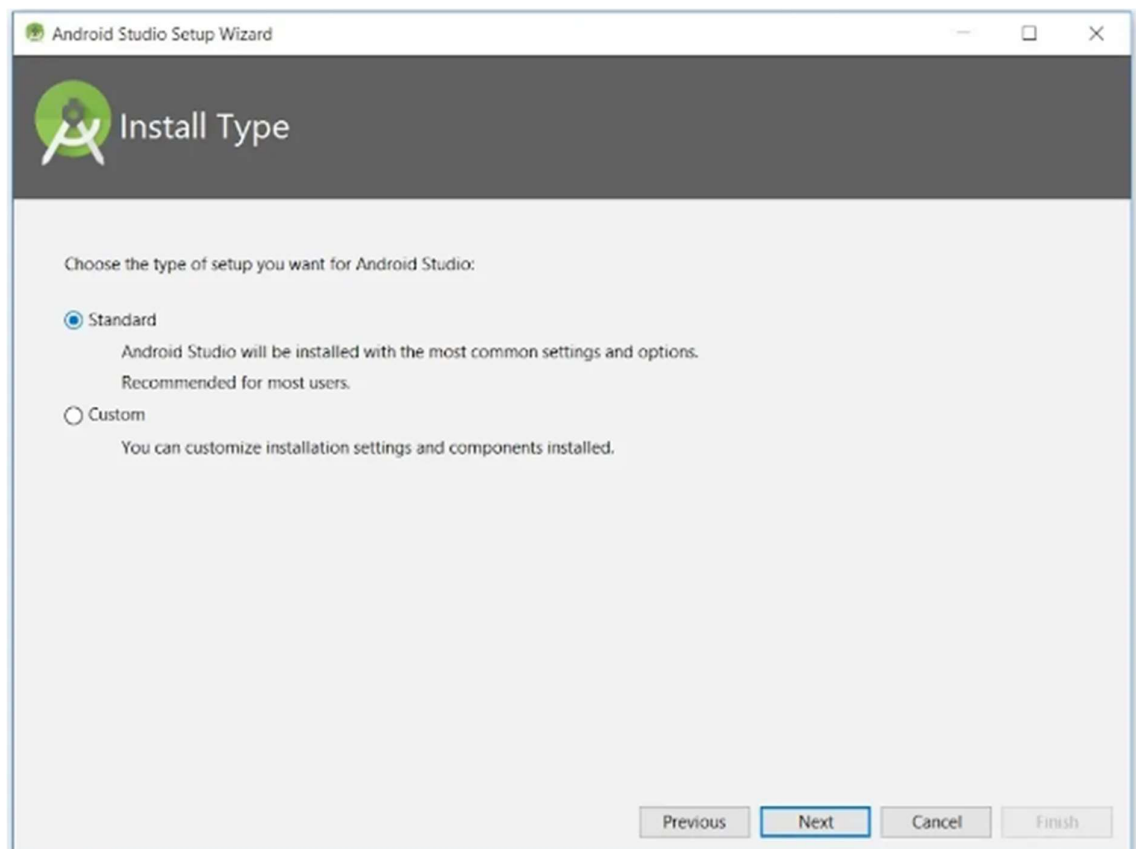 Android Studio Setup Wizard
Install Type
Choose the type of setup you want for Android Studio:
Standard
Android Studio will be installed with the most common settings and options.
Recommended for most users.
Custom
You can customize installation settings and components installed.
Previous Next Cancel Finish